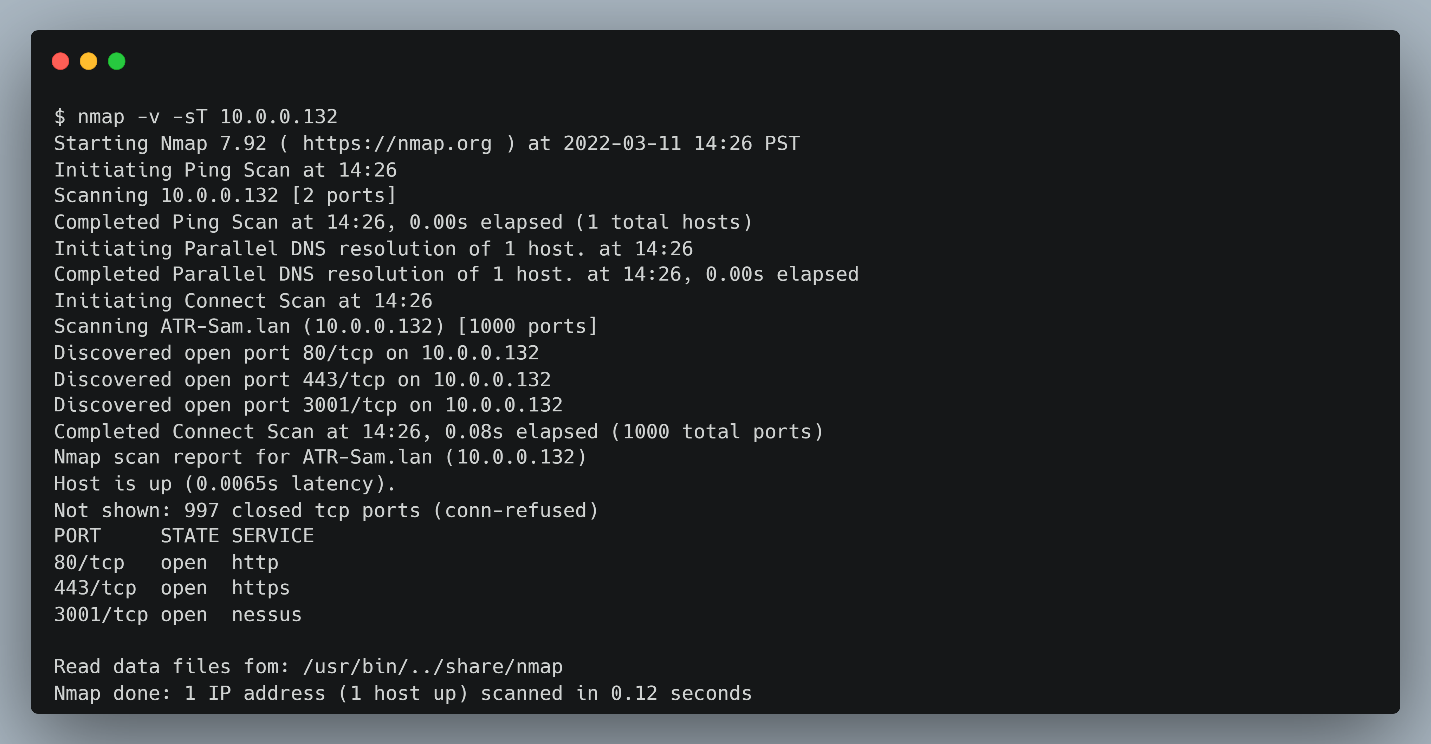 $ nmap -v -sT 10.0.0.132
Starting Nmap 7.92 ( https://nmap.org ) at 2022-03-11 14:26 PST
Initiating Ping Scan at 14:26
Scanning 10.0.0.132 [2 ports]
Completed Ping Scan at 14:26, 0.00s elapsed (1 total hosts)
Initiating Parallel DNS resolution of 1 host. at 14:26
Completed Parallel DNS resolution of 1 host. at 14:26, 0.00s elapsed
Initiating Connect Scan at 14:26
Scanning ATR-Sam.lan (10.0.0.132) [1000 ports]
Discovered open port 80/tcp on 10.0.0.132
Discovered open port 443/tcp on 10.0.0.132
Discovered open port 3001/tcp on 10.0.0.132
Completed Connect Scan at 14:26, 0.08s elapsed (1000 total ports)
Nmap scan report for ATR-Sam.lan (10.0.0.132)
Host is up (0.0065s latency).
Not shown: 997 closed tcp ports (conn-refused)
PORT     STATE SERVICE
80/tcp   open  http
443/tcp  open  https
3001/tcp open  nessus
Read data files fom: /usr/bin/../share/nmap
Nmap done: 1 IP address (1 host up) scanned in 0.12 seconds